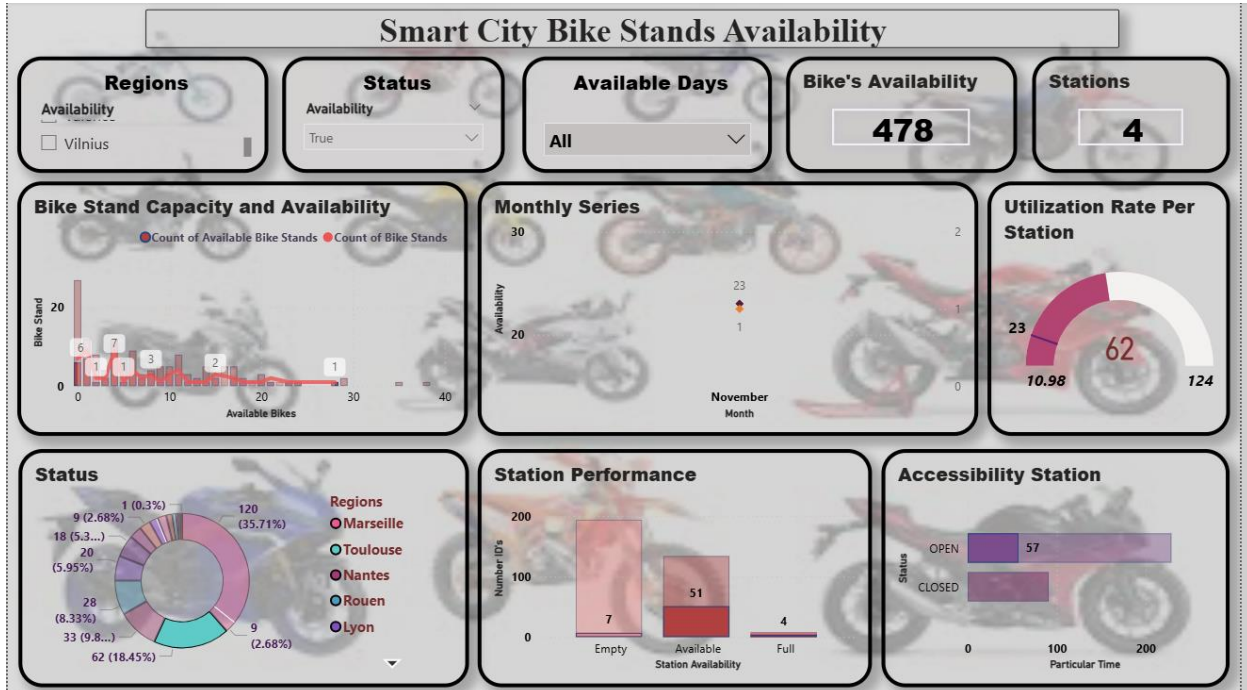 Smart City Bike Stands Availability
Regions
Availability
Vilnius
Status
Availability
True
Available Days
All
Bike's Availability
478
Stations
4
Bike Stand Capacity and Availability
Count of Available Bike Stands Count of Bike Stands
Bike Stand
20
0
6
1
7
1
3
2
1
0 10 20 30 40
Available Bikes
Monthly Series
30
20
Availability
23
1
2
1
0
November
Month
Utilization Rate Per
Station
23
62
10.98
124
Status
1 (0.3%)
9 (2.68%)
18 (5.3...)
20
(5.95%)
28
(8.33%)
33 (9.8...)
62 (18.45%)
120
(35.71%)
9
(2.68%)
Regions
Marseille
Toulouse
Nantes
Rouen
Lyon
Station Performance
Number ID's
200
100
0
7
51
4
Empty Available Full
Station Availability
Accessibility Station
Status
OPEN
57
CLOSED
0 100 200
Particular Time